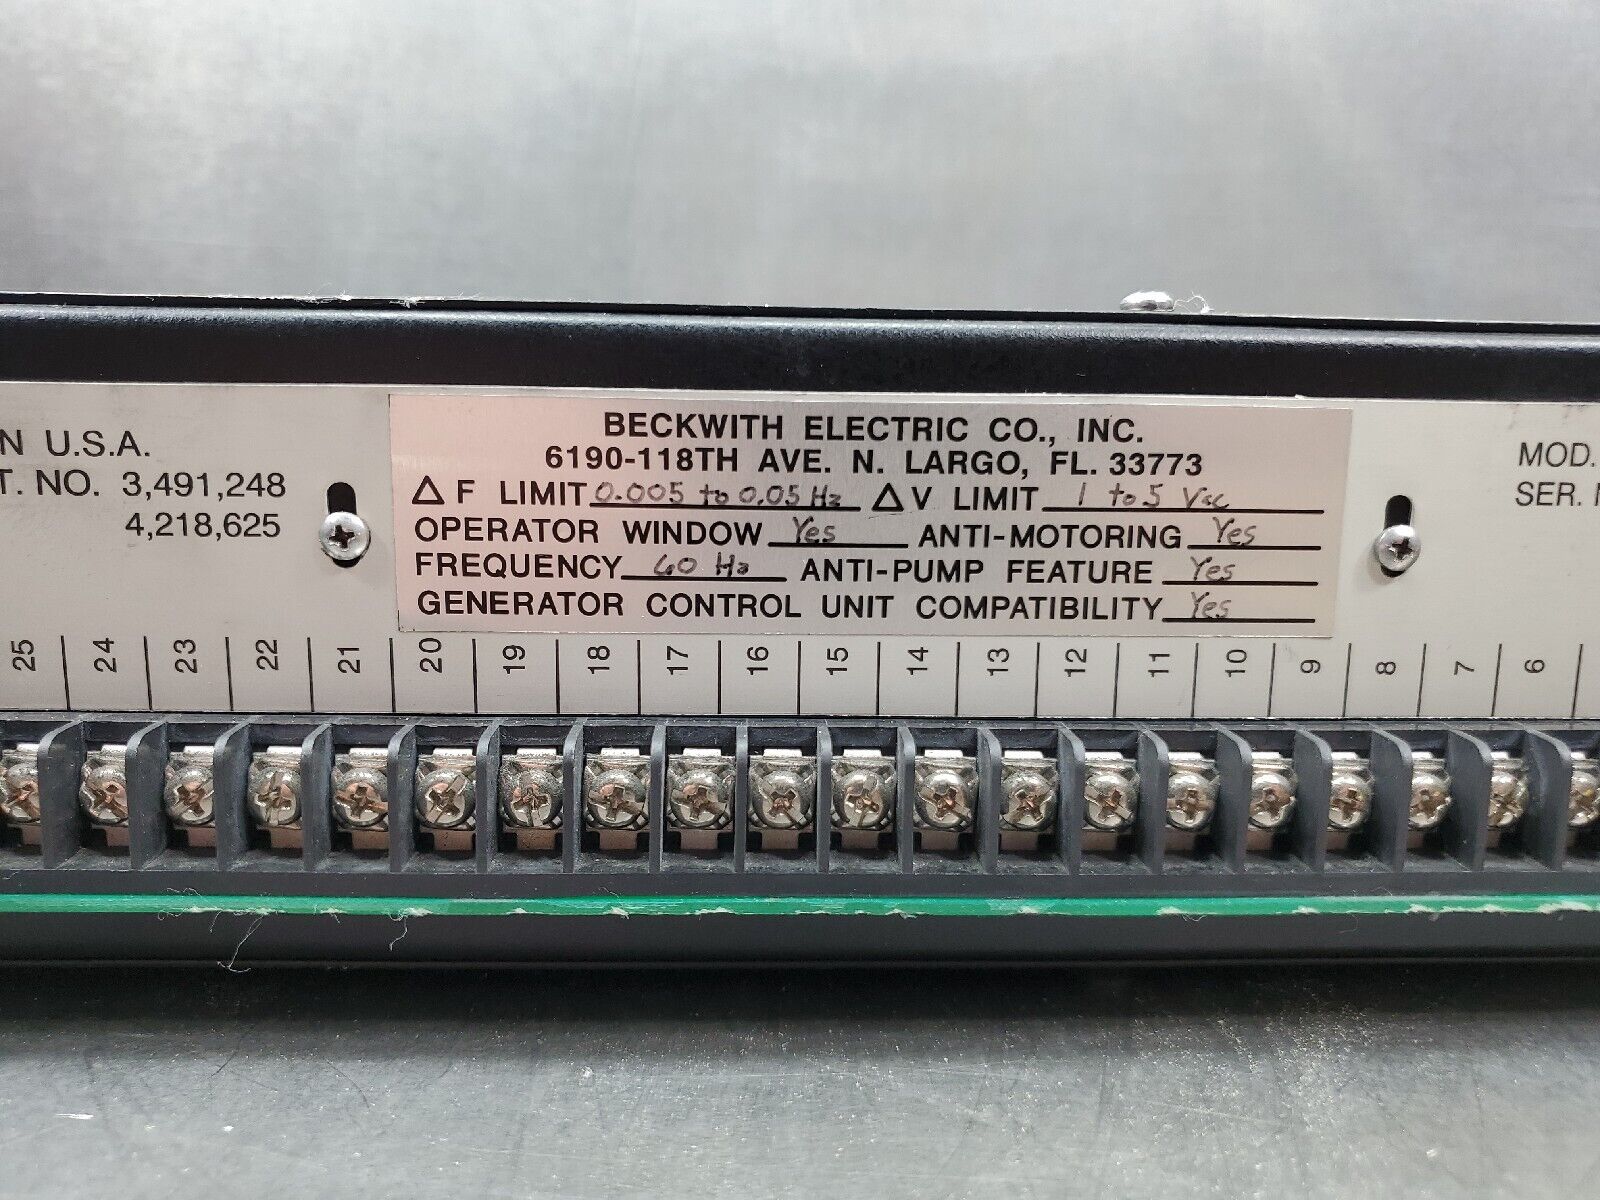 N U.S.A.
T. NO. 3,491,248
4,218,625
BECKWITH ELECTRIC CO., INC.
6190-118TH AVE. N. LARGO, FL. 33773
Δ F LIMIT 0.005 to 0.05 Hz Δ V LIMIT 1 to 5 Vac
OPERATOR WINDOW Yes ANTI-MOTORING Yes
FREQUENCY 60 Hz ANTI-PUMP FEATURE Yes
GENERATOR CONTROL UNIT COMPATIBILITY Yes
MOD.
SER.
25 24 23 22 21 20 19 18 17 16 15 14 13 12 11 10 9 8 7 6